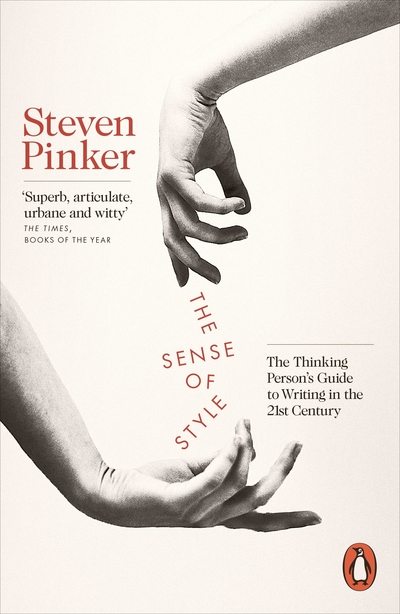 Steven
Pinker
‘Superb, articulate,
urbane and witty’
THE TIMES,
BOOKS OF THE YEAR
THE
SENSE
OF
STYLE
The Thinking
Person’s Guide
to Writing in the
21st Century